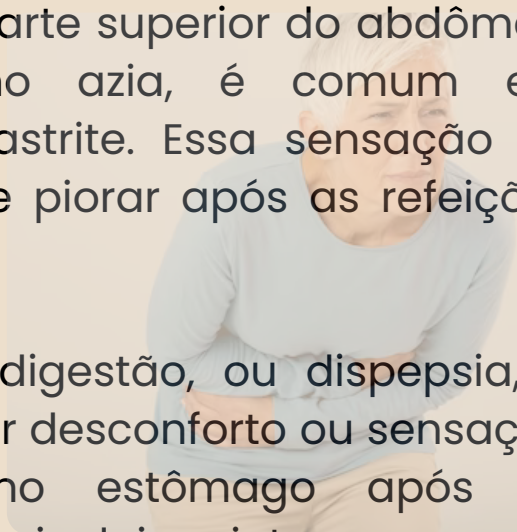 arte superior do abdôm
no azia, é comum e
astrite. Essa sensação
e piorar após as refeiçõ
digestão, ou dispepsia,
r desconforto ou sensaç
no estômago após